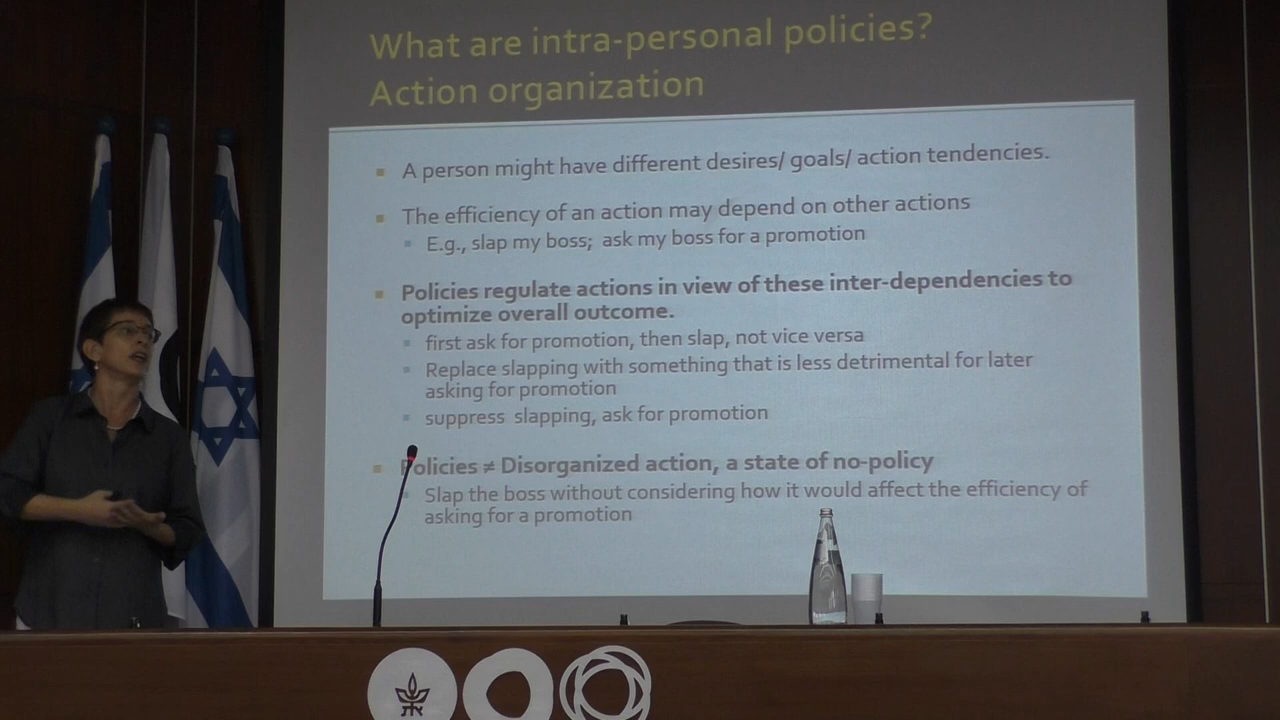 What are intra-personal policies?
Action organization
A person might have different desires/ goals/ action tendencies.
The efficiency of an action may depend on other actions
E.g., slap my boss; ask my boss for a promotion
Policies regulate actions in view of these inter-dependencies to
optimize overall outcome.
first ask for promotion, then slap, not vice versa
Replace slapping with something that is less detrimental for later
asking for promotion
suppress slapping, ask for promotion
Policies ≠ Disorganized action, a state of no-policy
Slap the boss without considering how it would affect the efficiency of
asking for a promotion